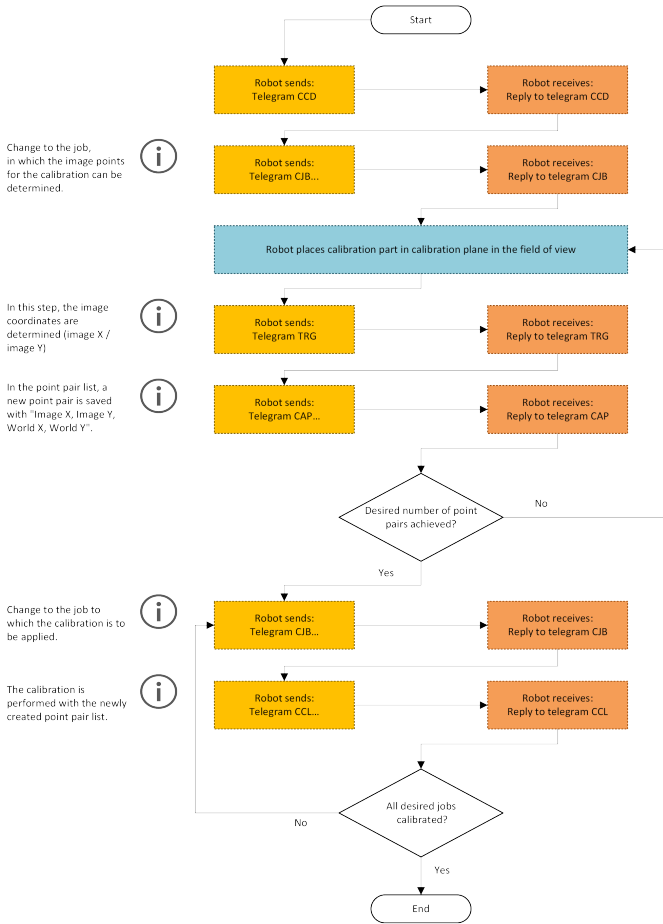 Start
Robot sends:
Telegram CCD
Robot receives:
Reply to telegram CCD
Change to the job,
in which the image points
for the calibration can be
determined.
i
Robot sends:
Telegram CJB...
Robot receives:
Reply to telegram CJB
Robot places calibration part in calibration plane in the field of view
In this step, the image
coordinates are
determined (image X /
image Y)
i
Robot sends:
Telegram TRG
Robot receives:
Reply to telegram TRG
In the point pair list, a
new point pair is saved
with "Image X, Image Y,
World X, World Y".
i
Robot sends:
Telegram CAP...
Robot receives:
Reply to telegram CAP
Desired number of point
pairs achieved?
No
Yes
Change to the job to
which the calibration is to
be applied.
i
Robot sends:
Telegram CJB...
Robot receives:
Reply to telegram CJB
The calibration is
performed with the newly
created point pair list.
i
Robot sends:
Telegram CCL...
Robot receives:
Reply to telegram CCL
All desired jobs
calibrated?
No
Yes
End